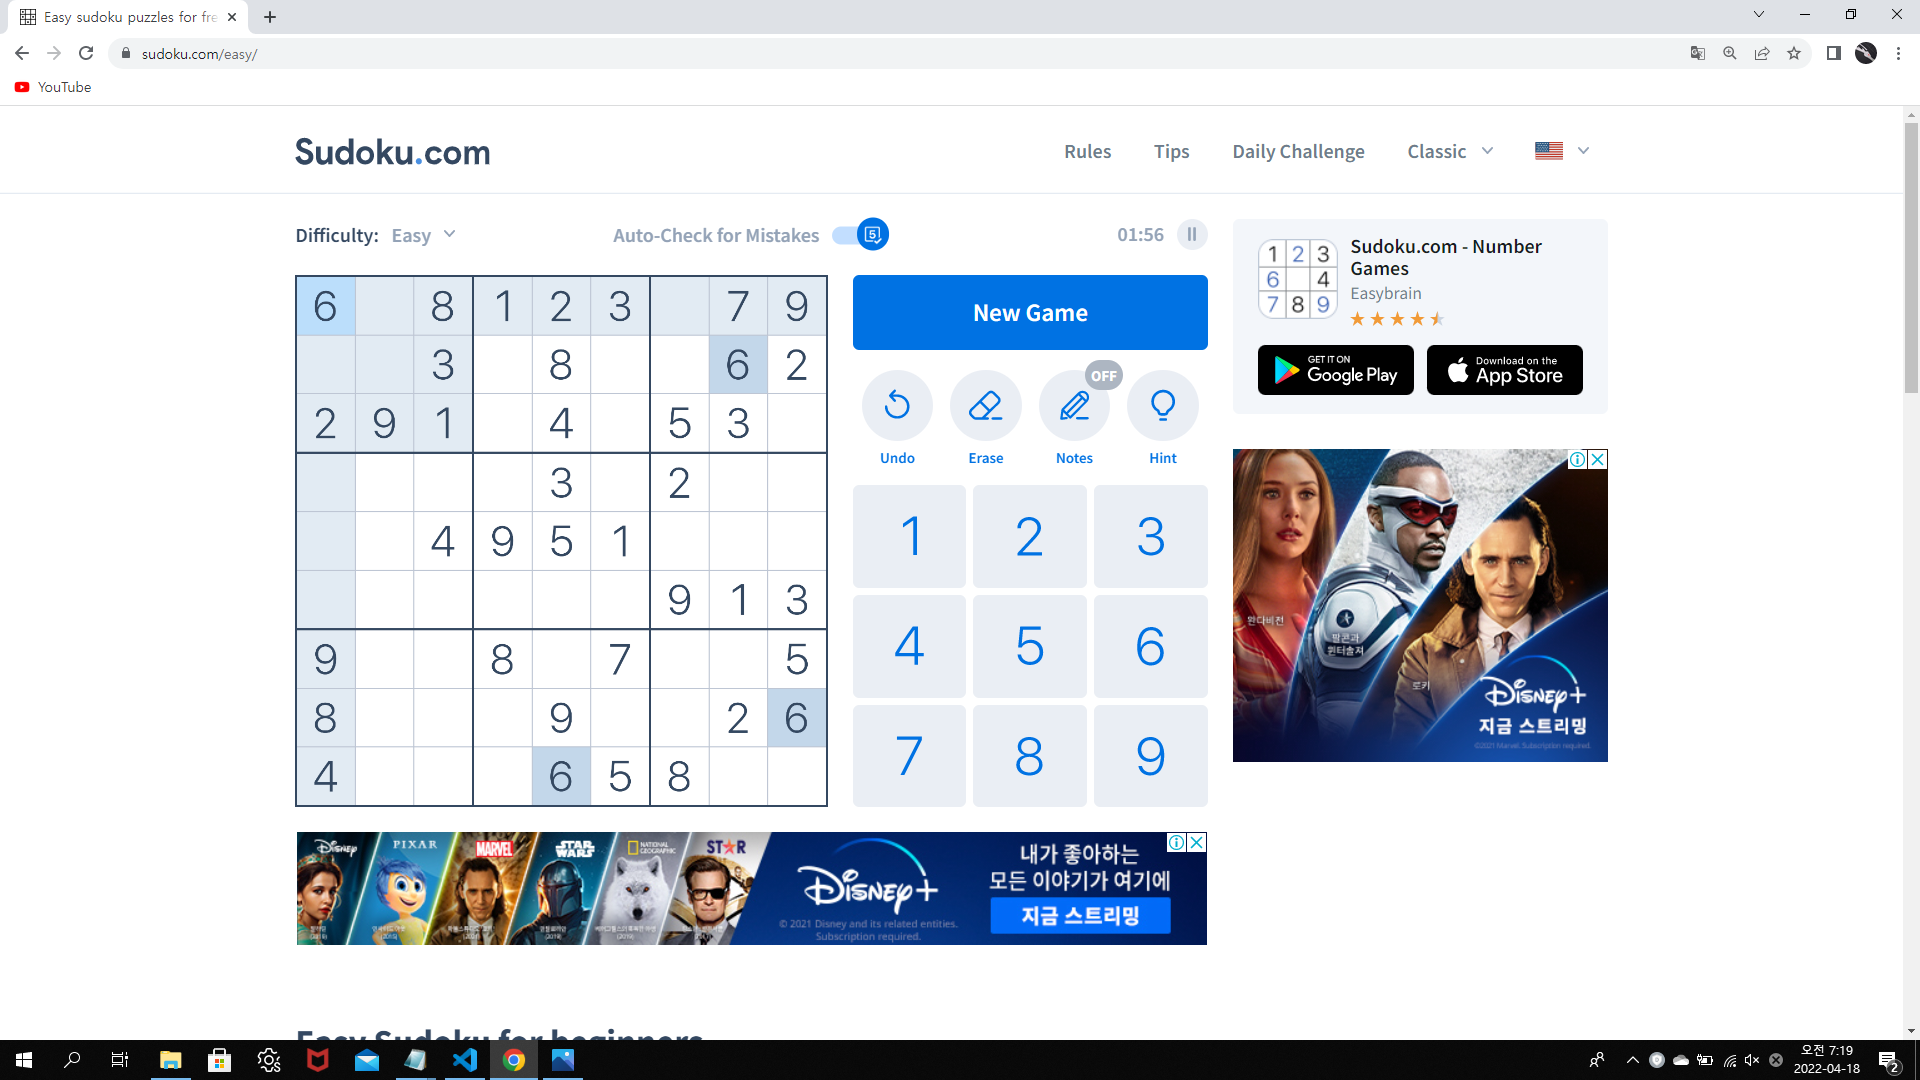 Easy sudoku puzzles for fre
sudoku.com/easy/
YouTube
Sudoku.com
Rules
Tips
Daily Challenge
Classic
Difficulty: Easy
Auto-Check for Mistakes
5
01:56
6 8 1 2 3 7 9
3 8 6 2
2 9 1 4 5 3
3 2
4 9 5 1
9 1 3
9 8 7 5
8 9 2 6
4 6 5 8
New Game
OFF
Undo
Erase
Notes
Hint
1 2 3
4 5 6
7 8 9
1 2 3
6 4
7 8 9
Sudoku.com - Number
Games
Easybrain
GET IT ON
Google Play
Download on the
App Store
완다비전
팔콘과
윈터솔져
로키
Disney+
지금 스트리밍
©2021 Marvel. Subscription required.
Disney
PIXAR
MARVEL
STAR
WARS
NATIONAL
GEOGRAPHIC
STAR
Disney+
© 2021 Disney and its related entities.
Subscription required.
내가 좋아하는
모든 이야기가 여기에
지금 스트리밍
Easy Sudoku for beginners
오전 7:19
2022-04-18
2